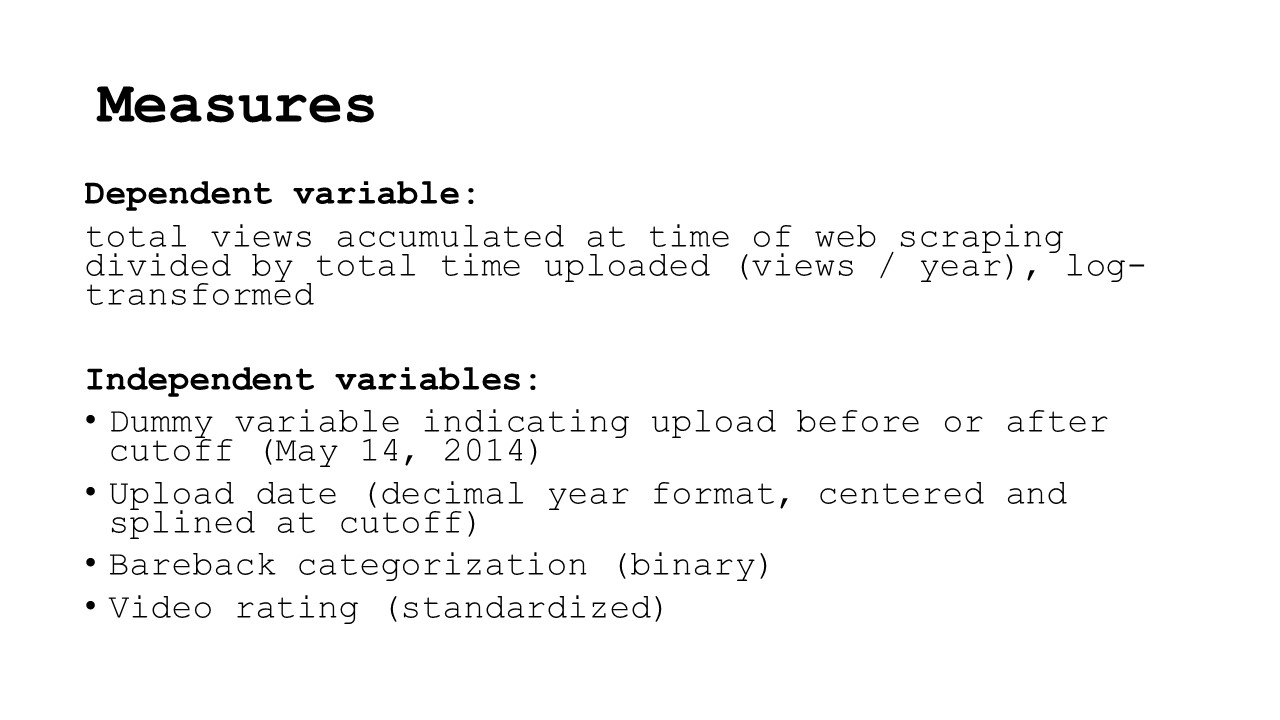 Measures
Dependent variable:
total views accumulated at time of web scraping
divided by total time uploaded (views / year), log-
transformed
Independent variables:
• Dummy variable indicating upload before or after
cutoff (May 14, 2014)
• Upload date (decimal year format, centered and
splined at cutoff)
• Bareback categorization (binary)
• Video rating (standardized)